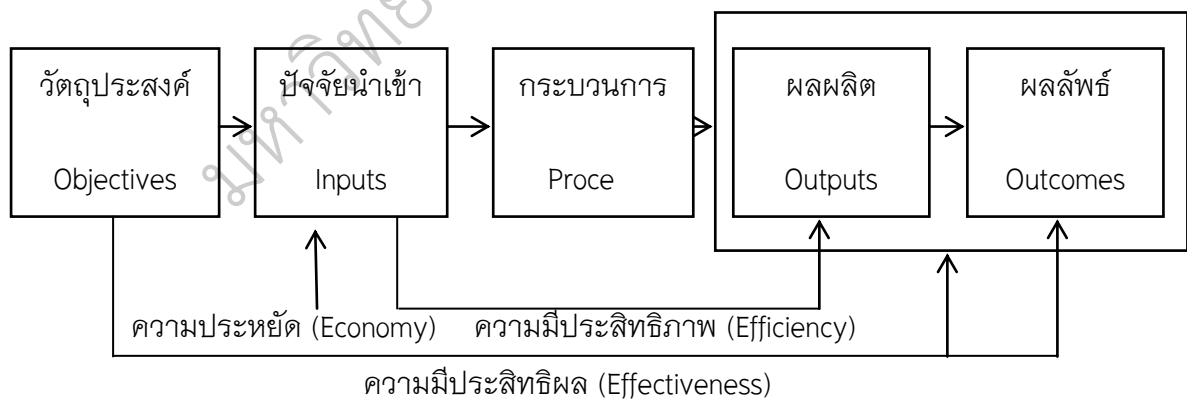 วัตถุประสงค์
Objectives
ปัจจัยนำเข้า
Inputs
กระบวนการ
Proce
ผลผลิต
Outputs
ผลลัพธ์
Outcomes
ความประหยัด (Economy)
ความมีประสิทธิภาพ (Efficiency)
ความมีประสิทธิผล (Effectiveness)